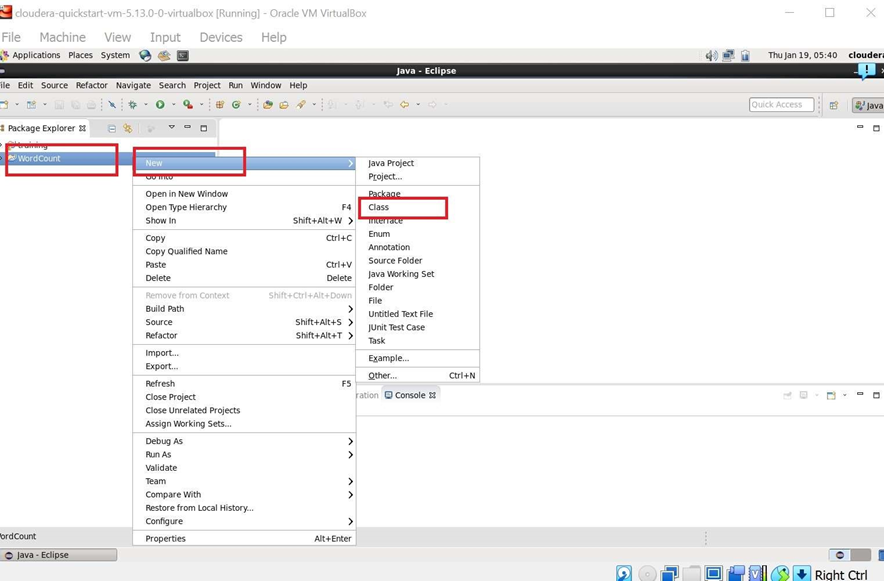 cloudera-quickstart-vm-5.13.0-0-virtualbox [Running] - Oracle VM VirtualBox
File Machine View Input Devices Help
Applications Places System Thu Jan 19, 05:40 cloudera
Java - Eclipse
ile Edit Source Refactor Navigate Search Project Run Window Help
Quick Access Java
Package Explorer
training
WordCount
New
Go Into
Open in New Window
Open Type Hierarchy F4
Show In Shift+Alt+W
Copy Ctrl+C
Copy Qualified Name
Paste Ctrl+V
Delete Delete
Remove from Context Shift+Ctrl+Alt+Down
Build Path
Source Shift+Alt+S
Refactor Shift+Alt+T
Import...
Export...
Refresh F5
Close Project
Close Unrelated Projects
Assign Working Sets...
Debug As
Run As
Validate
Team
Compare With
Restore from Local History...
Configure
Properties Alt+Enter
Java Project
Project...
Package
Class
Interface
Enum
Annotation
Source Folder
Java Working Set
Folder
File
Untitled Text File
JUnit Test Case
Task
Example...
Other... Ctrl+N
ration Console
ordCount
Java - Eclipse
Right Ctrl